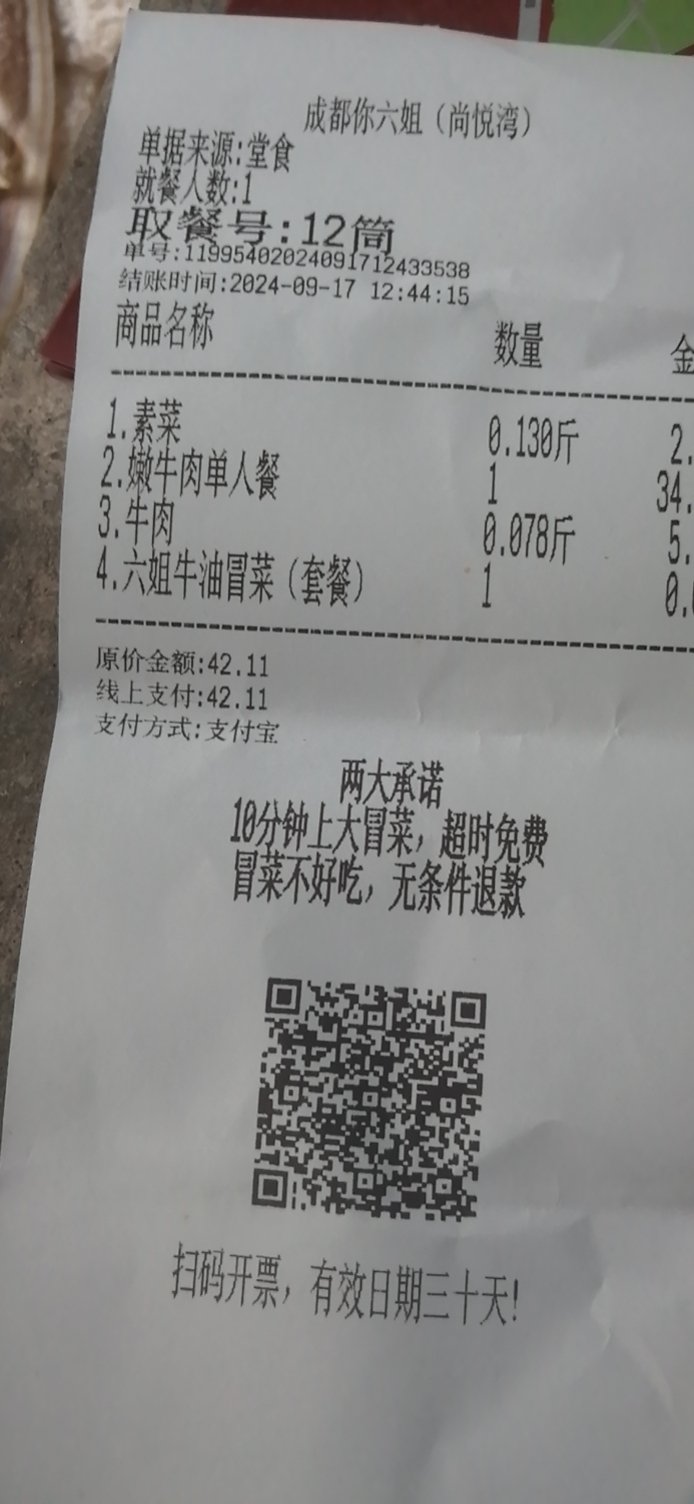 成都你六姐（尚悦湾）
单据来源:堂食
就餐人数:1
取餐号:12筒
单号:11995402024091712433538
结账时间:2024-09-17 12:44:15
商品名称 数量 金
1.素菜 0.130斤 2.
2.嫩牛肉单人餐 1 34.
3.牛肉 0.078斤 5.
4.六姐牛油冒菜（套餐） 1 0.
原价金额:42.11
线上支付:42.11
支付方式:支付宝
两大承诺
10分钟上大冒菜，超时免费
冒菜不好吃，无条件退款
扫码开票，有效日期三十天!